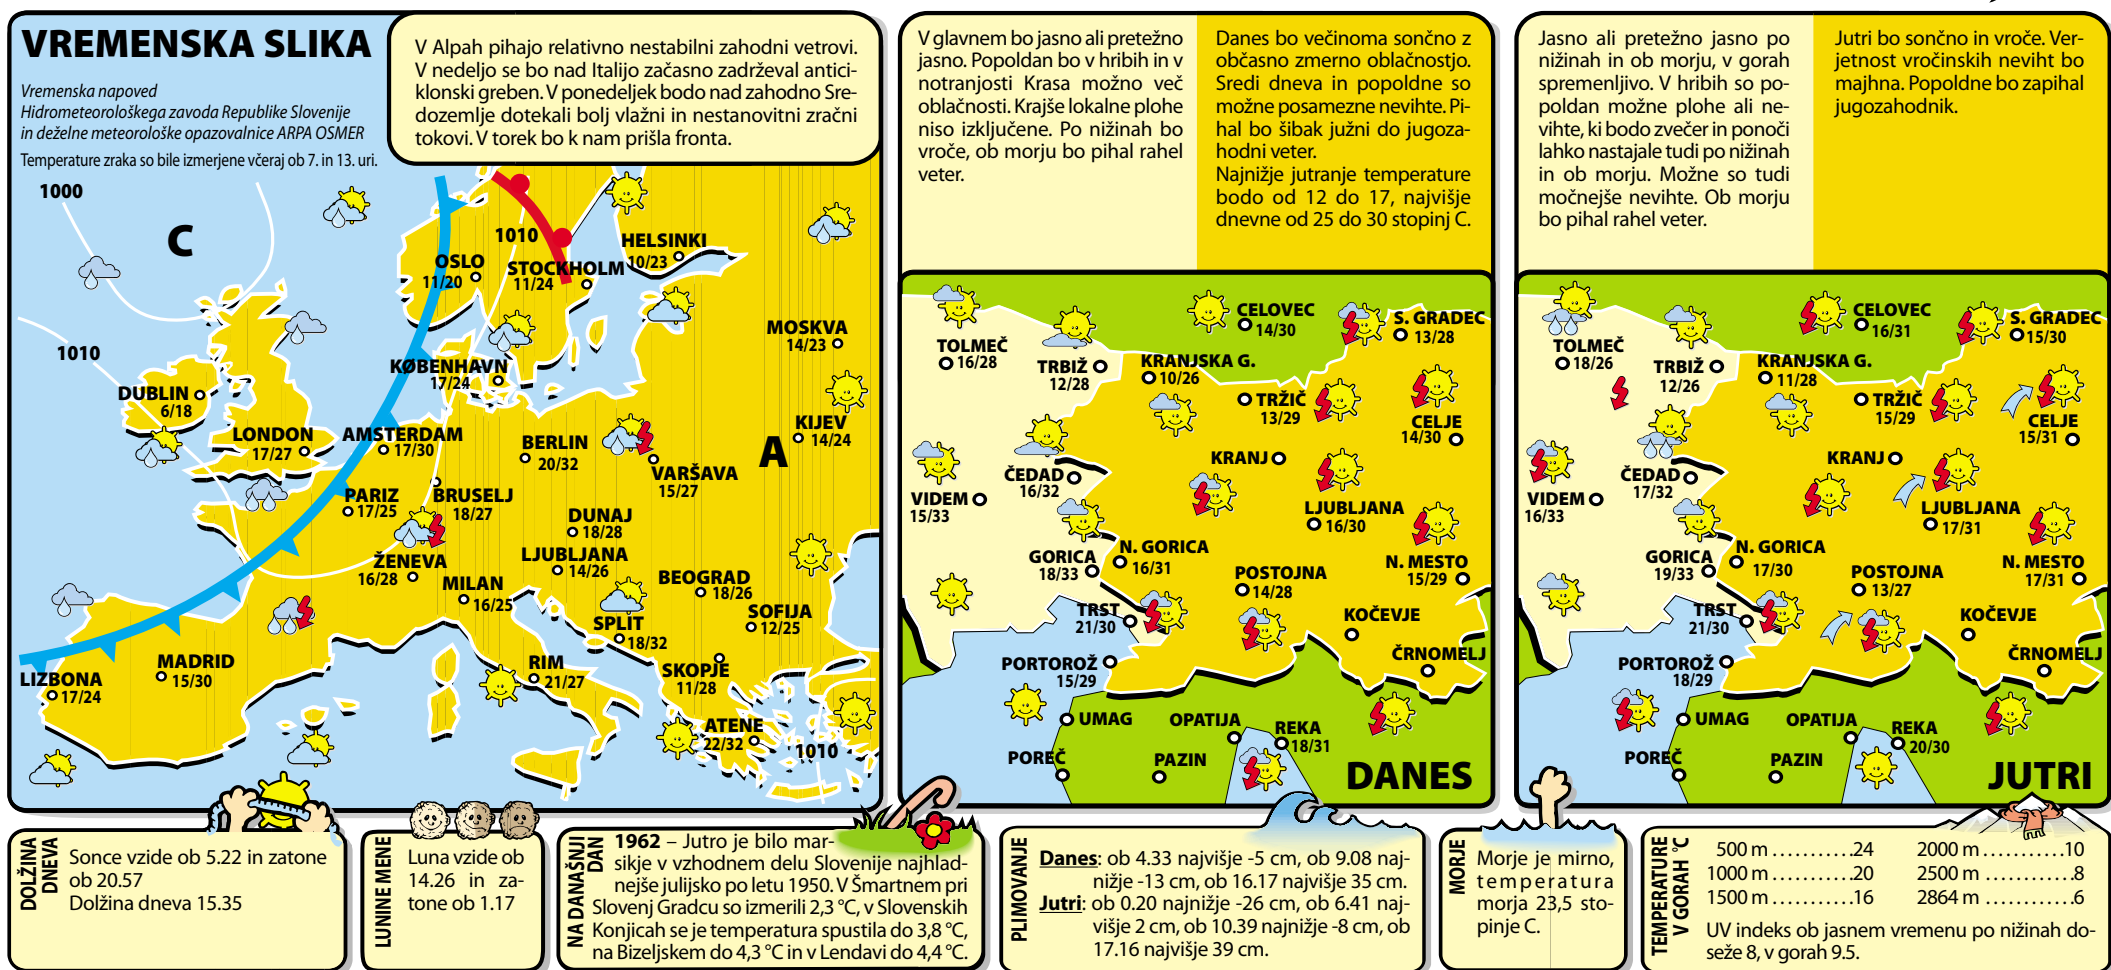 VREMENSKA SLIKA
Vremenska napoved
Hidrometeorološkega zavoda Republike Slovenije
in deželne meteorološke opazovalnice ARPA OSMER
Temperature zraka so bile izmerjene včeraj ob 7. in 13. uri.
V Alpah pihajo relativno nestabilni zahodni vetrovi.
V nedeljo se bo nad Italijo začasno zadrževal antici-
klonski greben. V ponedeljek bodo nad zahodno Sre-
dozemlje dotekali bolj vlažni in nestanovitni zračni
tokovi. V torek bo k nam prišla fronta.
1000
C
1010
1010
OSLO
11/20
STOCKHOLM
11/24
HELSINKI
10/23
MOSKVA
14/23
KØBENHAVN
17/24
DUBLIN
6/18
LONDON
17/27
AMSTERDAM
17/30
BERLIN
20/32
KIJEV
14/24
A
VARŠAVA
15/27
PARIZ
17/25
BRUSELJ
18/27
DUNAJ
18/28
ŽENEVA
16/28
LJUBLJANA
14/26
MILAN
16/25
BEOGRAD
18/26
SOFIJA
12/25
SPLIT
18/32
MADRID
15/30
LIZBONA
17/24
RIM
21/27
SKOPJE
11/28
ATENE
22/32
1010
V glavnem bo jasno ali pretežno
jasno. Popoldan bo v hribih in v
notranjosti Krasa možno več
oblačnosti. Krajše lokalne plohe
niso izključene. Po nižinah bo
vroče, ob morju bo pihal rahel
veter.
Danes bo večinoma sončno z
občasno zmerno oblačnostjo.
Sredi dneva in popoldne so
možne posamezne nevihte. Pi-
hal bo šibak južni do jugoza-
hodni veter.
Najnižje jutranje temperature
bodo od 12 do 17, najvišje
dnevne od 25 do 30 stopinj C.
CELOVEC
14/30
S. GRADEC
13/28
TOLMEČ
16/28
TRBIŽ
12/28
KRANJSKA G.
10/26
TRŽIČ
13/29
CELJE
14/30
KRANJ
ČEDAD
16/32
VIDEM
15/33
LJUBLJANA
16/30
GORICA
18/33
N. GORICA
16/31
N. MESTO
15/29
POSTOJNA
14/28
TRST
21/30
KOČEVJE
PORTOROŽ
15/29
ČRNOMELJ
UMAG
OPATIJA
REKA
18/31
POREČ
PAZIN
DANES
Jasno ali pretežno jasno po
nižinah in ob morju, v gorah
spremenljivo. V hribih so po-
poldan možne plohe ali ne-
vihte, ki bodo zvečer in ponoči
lahko nastajale tudi po nižinah
in ob morju. Možne so tudi
močnejše nevihte. Ob morju
bo pihal rahel veter.
Jutri bo sončno in vroče. Ver-
jetnost vročinskih neviht bo
majhna. Popoldne bo zapihal
jugozahodnik.
CELOVEC
16/31
S. GRADEC
15/30
TOLMEČ
18/26
TRBIŽ
12/26
KRANJSKA G.
11/28
TRŽIČ
15/29
CELJE
15/31
KRANJ
ČEDAD
17/32
VIDEM
16/33
LJUBLJANA
17/31
GORICA
19/33
N. GORICA
17/30
N. MESTO
17/31
POSTOJNA
13/27
TRST
21/30
KOČEVJE
PORTOROŽ
18/29
ČRNOMELJ
UMAG
OPATIJA
REKA
20/30
POREČ
PAZIN
JUTRI
DOLŽINA
DNEVA
Sonce vzide ob 5.22 in zatone
ob 20.57
Dolžina dneva 15.35
LUNINE MENE
Luna vzide ob
14.26 in za-
tone ob 1.17
NA DANAŠNJI
DAN
1962 – Jutro je bilo mar-
sikje v vzhodnem delu Slovenije najhlad-
nejše julijsko po letu 1950. V Šmartnem pri
Slovenj Gradcu so izmerili 2,3 °C, v Slovenskih
Konjicah se je temperatura spustila do 3,8 °C,
na Bizeljskem do 4,3 °C in v Lendavi do 4,4 °C.
PLIMOVANJE
Danes: ob 4.33 najvišje -5 cm, ob 9.08 naj-
nižje -13 cm, ob 16.17 najvišje 35 cm.
Jutri: ob 0.20 najnižje -26 cm, ob 6.41 naj-
višje 2 cm, ob 10.39 najnižje -8 cm, ob
17.16 najvišje 39 cm.
MORJE
Morje je mirno,
temperatura
morja 23,5 sto-
pinje C.
TEMPERATURE
V GORAH °C
500 m ...........24
1000 m ...........20
1500 m ...........16
2000 m ...........10
2500 m ............8
2864 m ............6
UV indeks ob jasnem vremenu po nižinah do-
seže 8, v gorah 9.5.